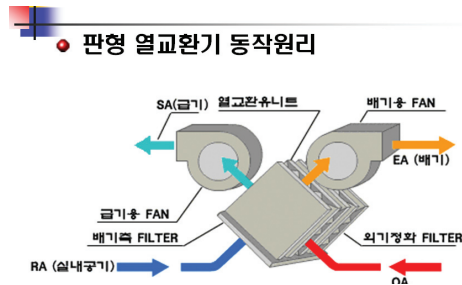 판형 열교환기 동작원리
SA(급기)
열교환유니트
배기용 FAN
EA (배기)
급기용 FAN
배기측 FILTER
외기정화 FILTER
RA (실내공기)
OA